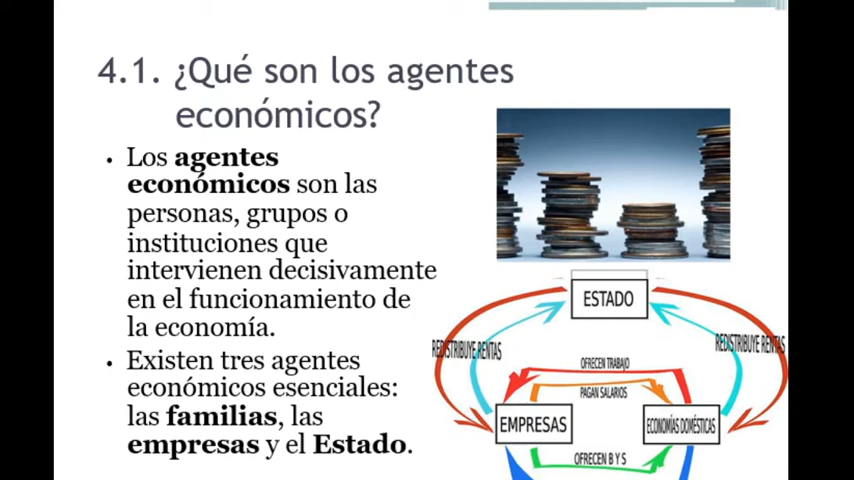 4.1. ¿Qué son los agentes
económicos?
• Los agentes
económicos son las
personas, grupos o
instituciones que
intervienen decisivamente
en el funcionamiento de
la economía.
• Existen tres agentes
económicos esenciales:
las familias, las
empresas y el Estado.
ESTADO
REDISTRIBUYE RENTAS
REDISTRIBUYE RENTAS
OFRECEN TRABAJO
PAGAN SALARIOS
EMPRESAS
ECONOMÍAS DOMÉSTICAS
OFRECEN B Y S